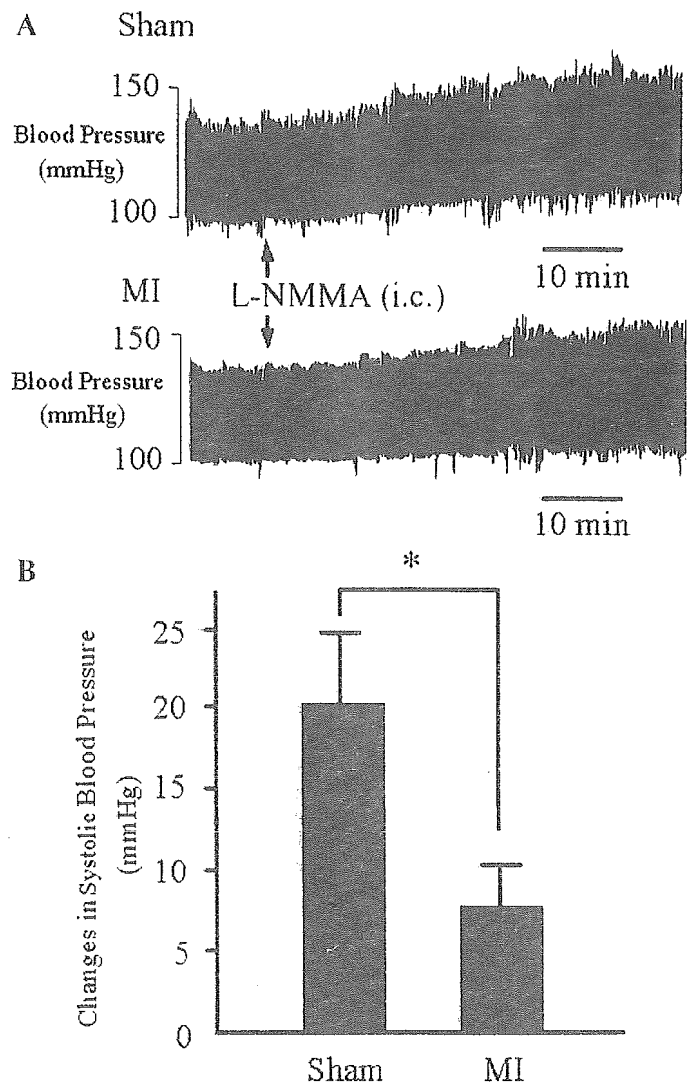 A
Sham
150
Blood Pressure
(mmHg)
100
10 min
MI
L-NMMA (i.c.)
150
Blood Pressure
(mmHg)
100
10 min
B
*
Changes in Systolic Blood Pressure
(mmHg)
25
20
15
10
5
0
Sham
MI